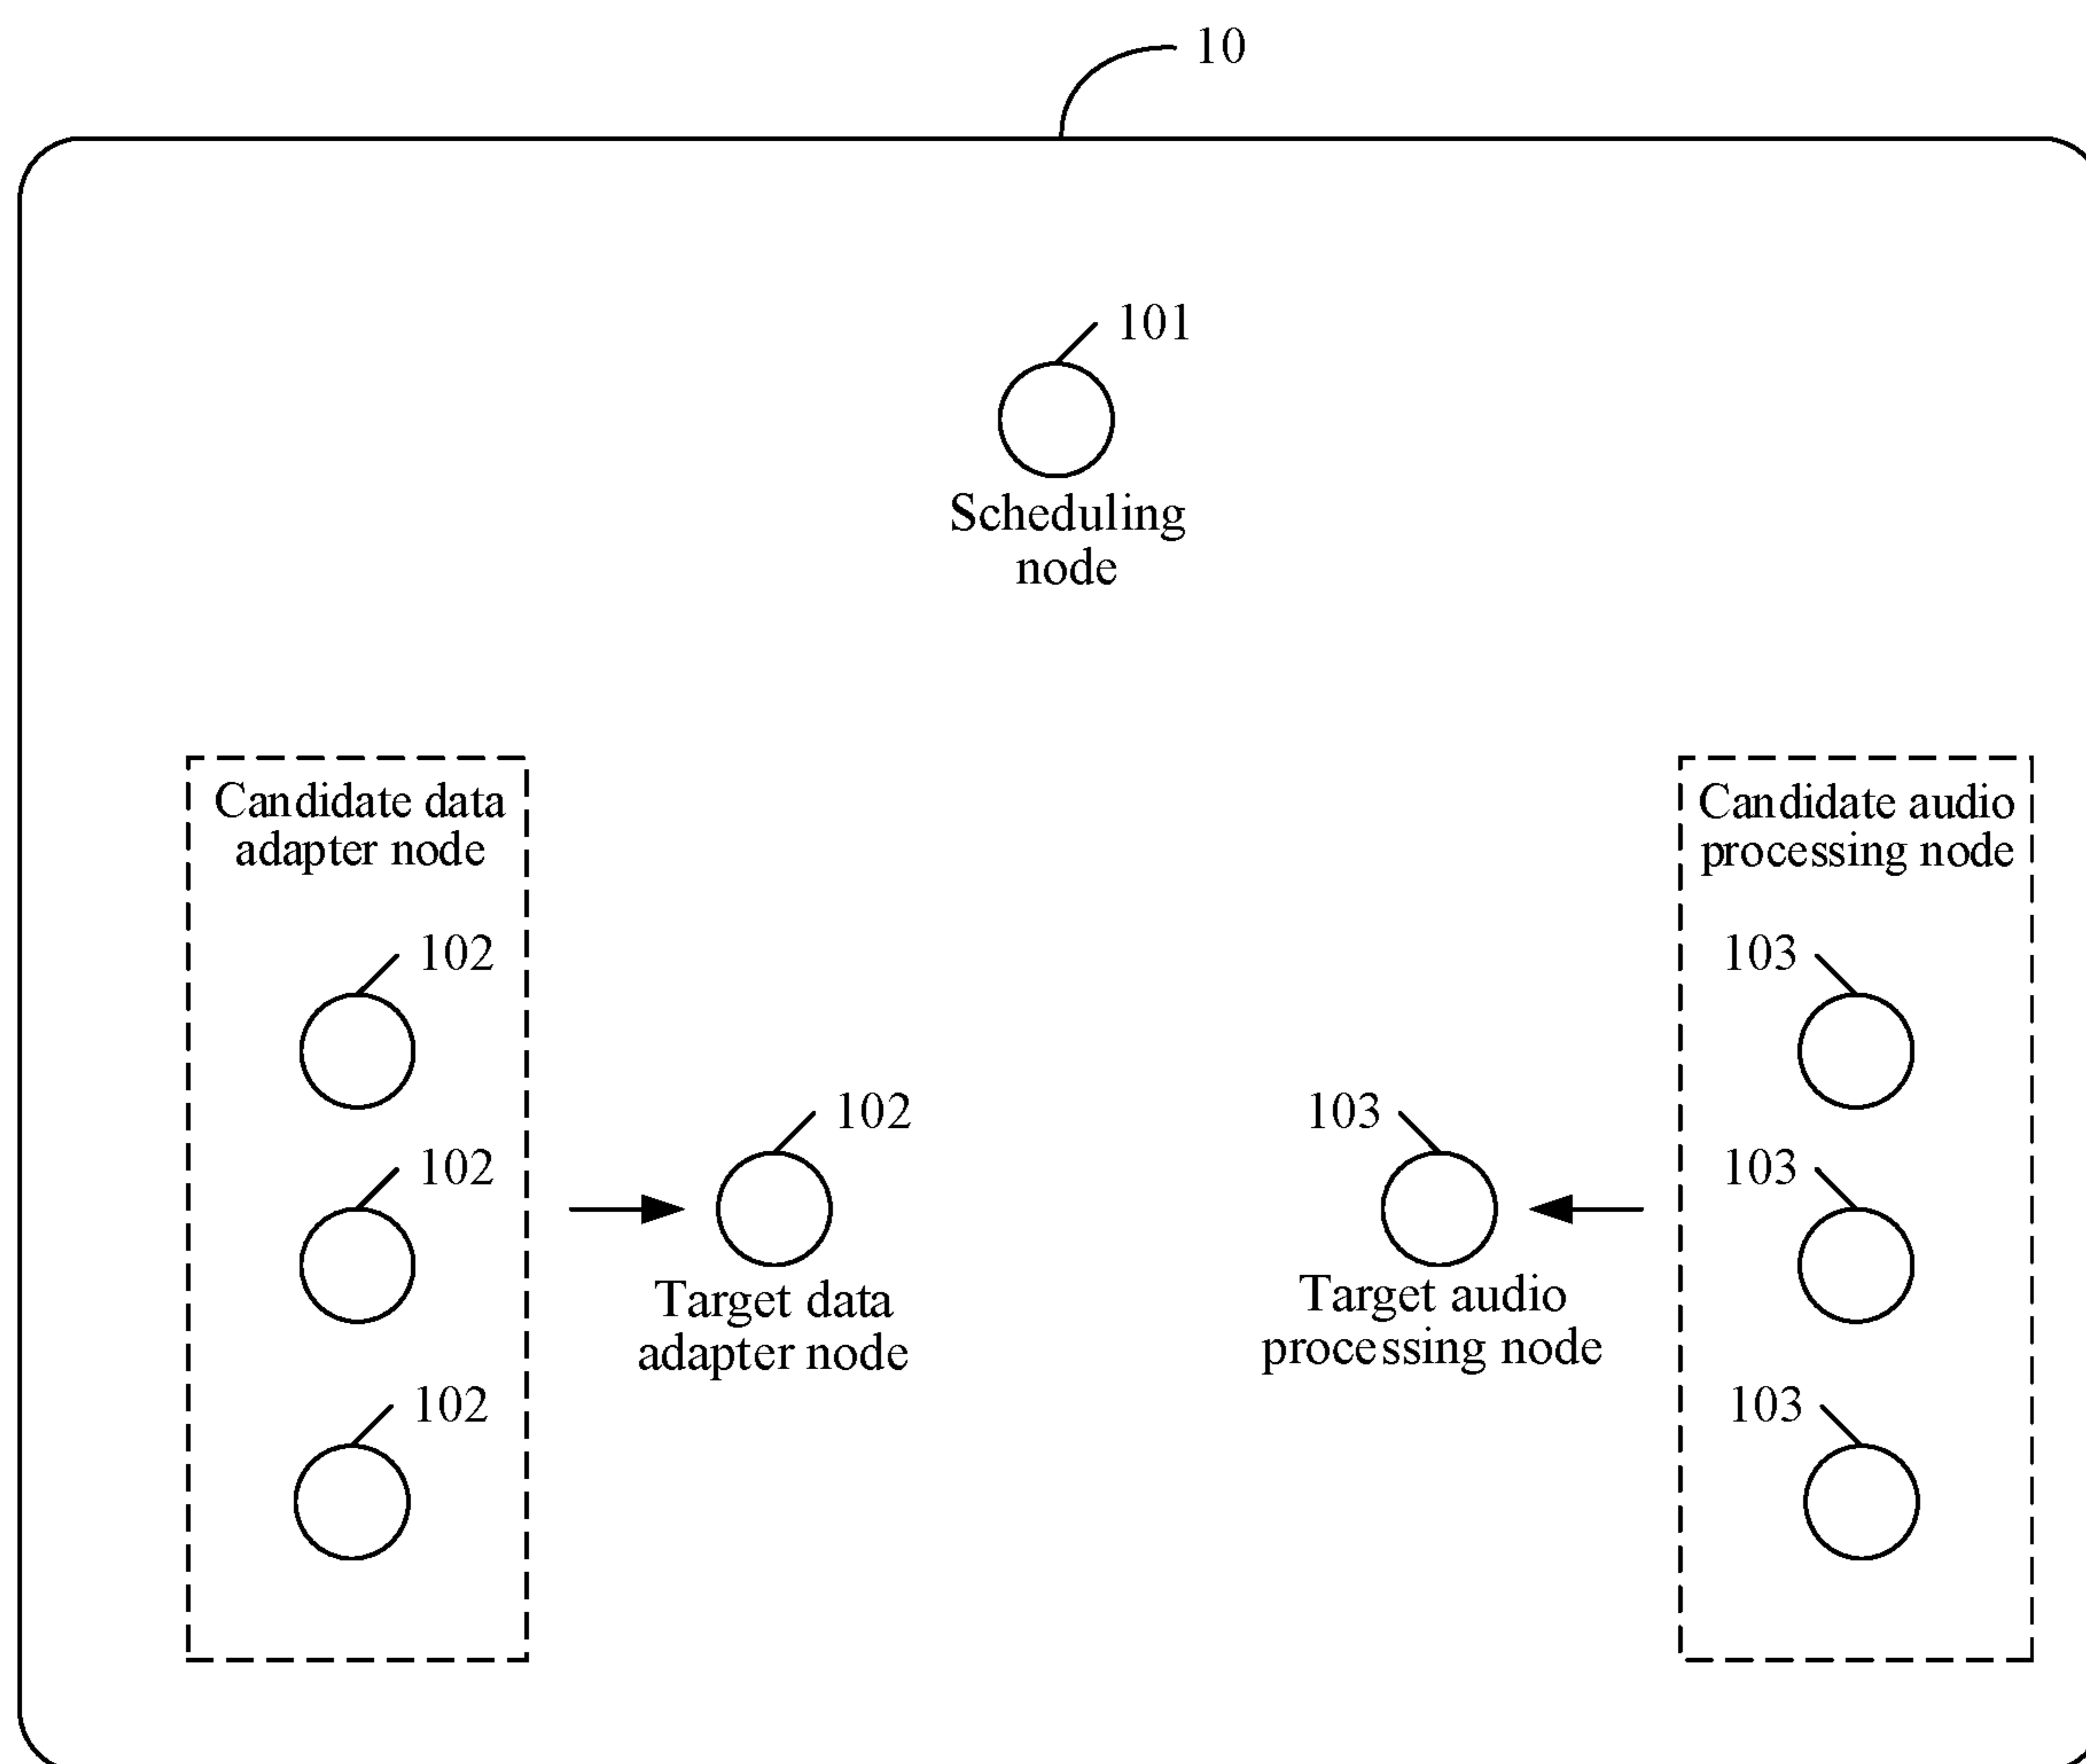 10
101
Scheduling
node
Candidate data
adapter node
102
102
102
102
Target data
adapter node
103
Target audio
processing node
Candidate audio
processing node
103
103
103